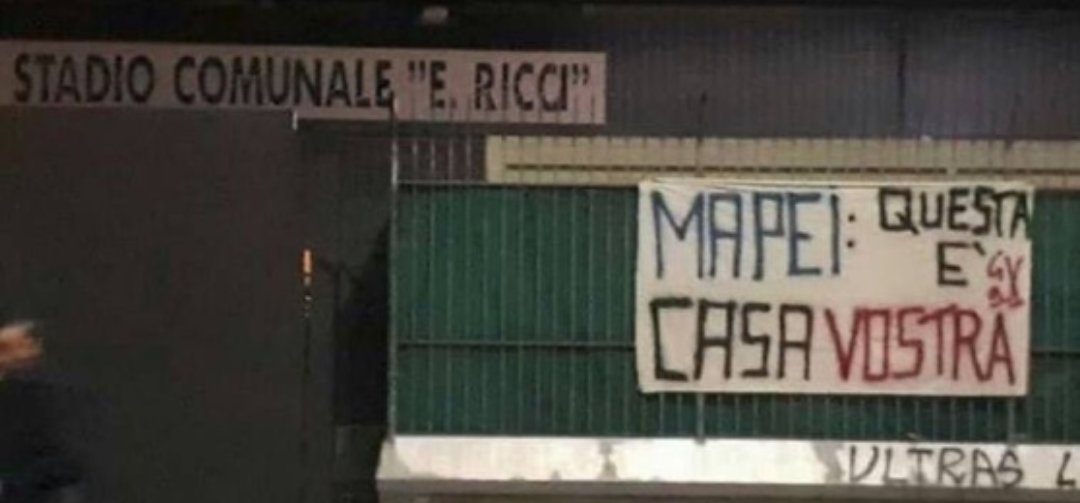 STADIO COMUNALE "E. RICCI"
MAPEI: QUESTA
E'
CASA VOSTRA
ULTRAS